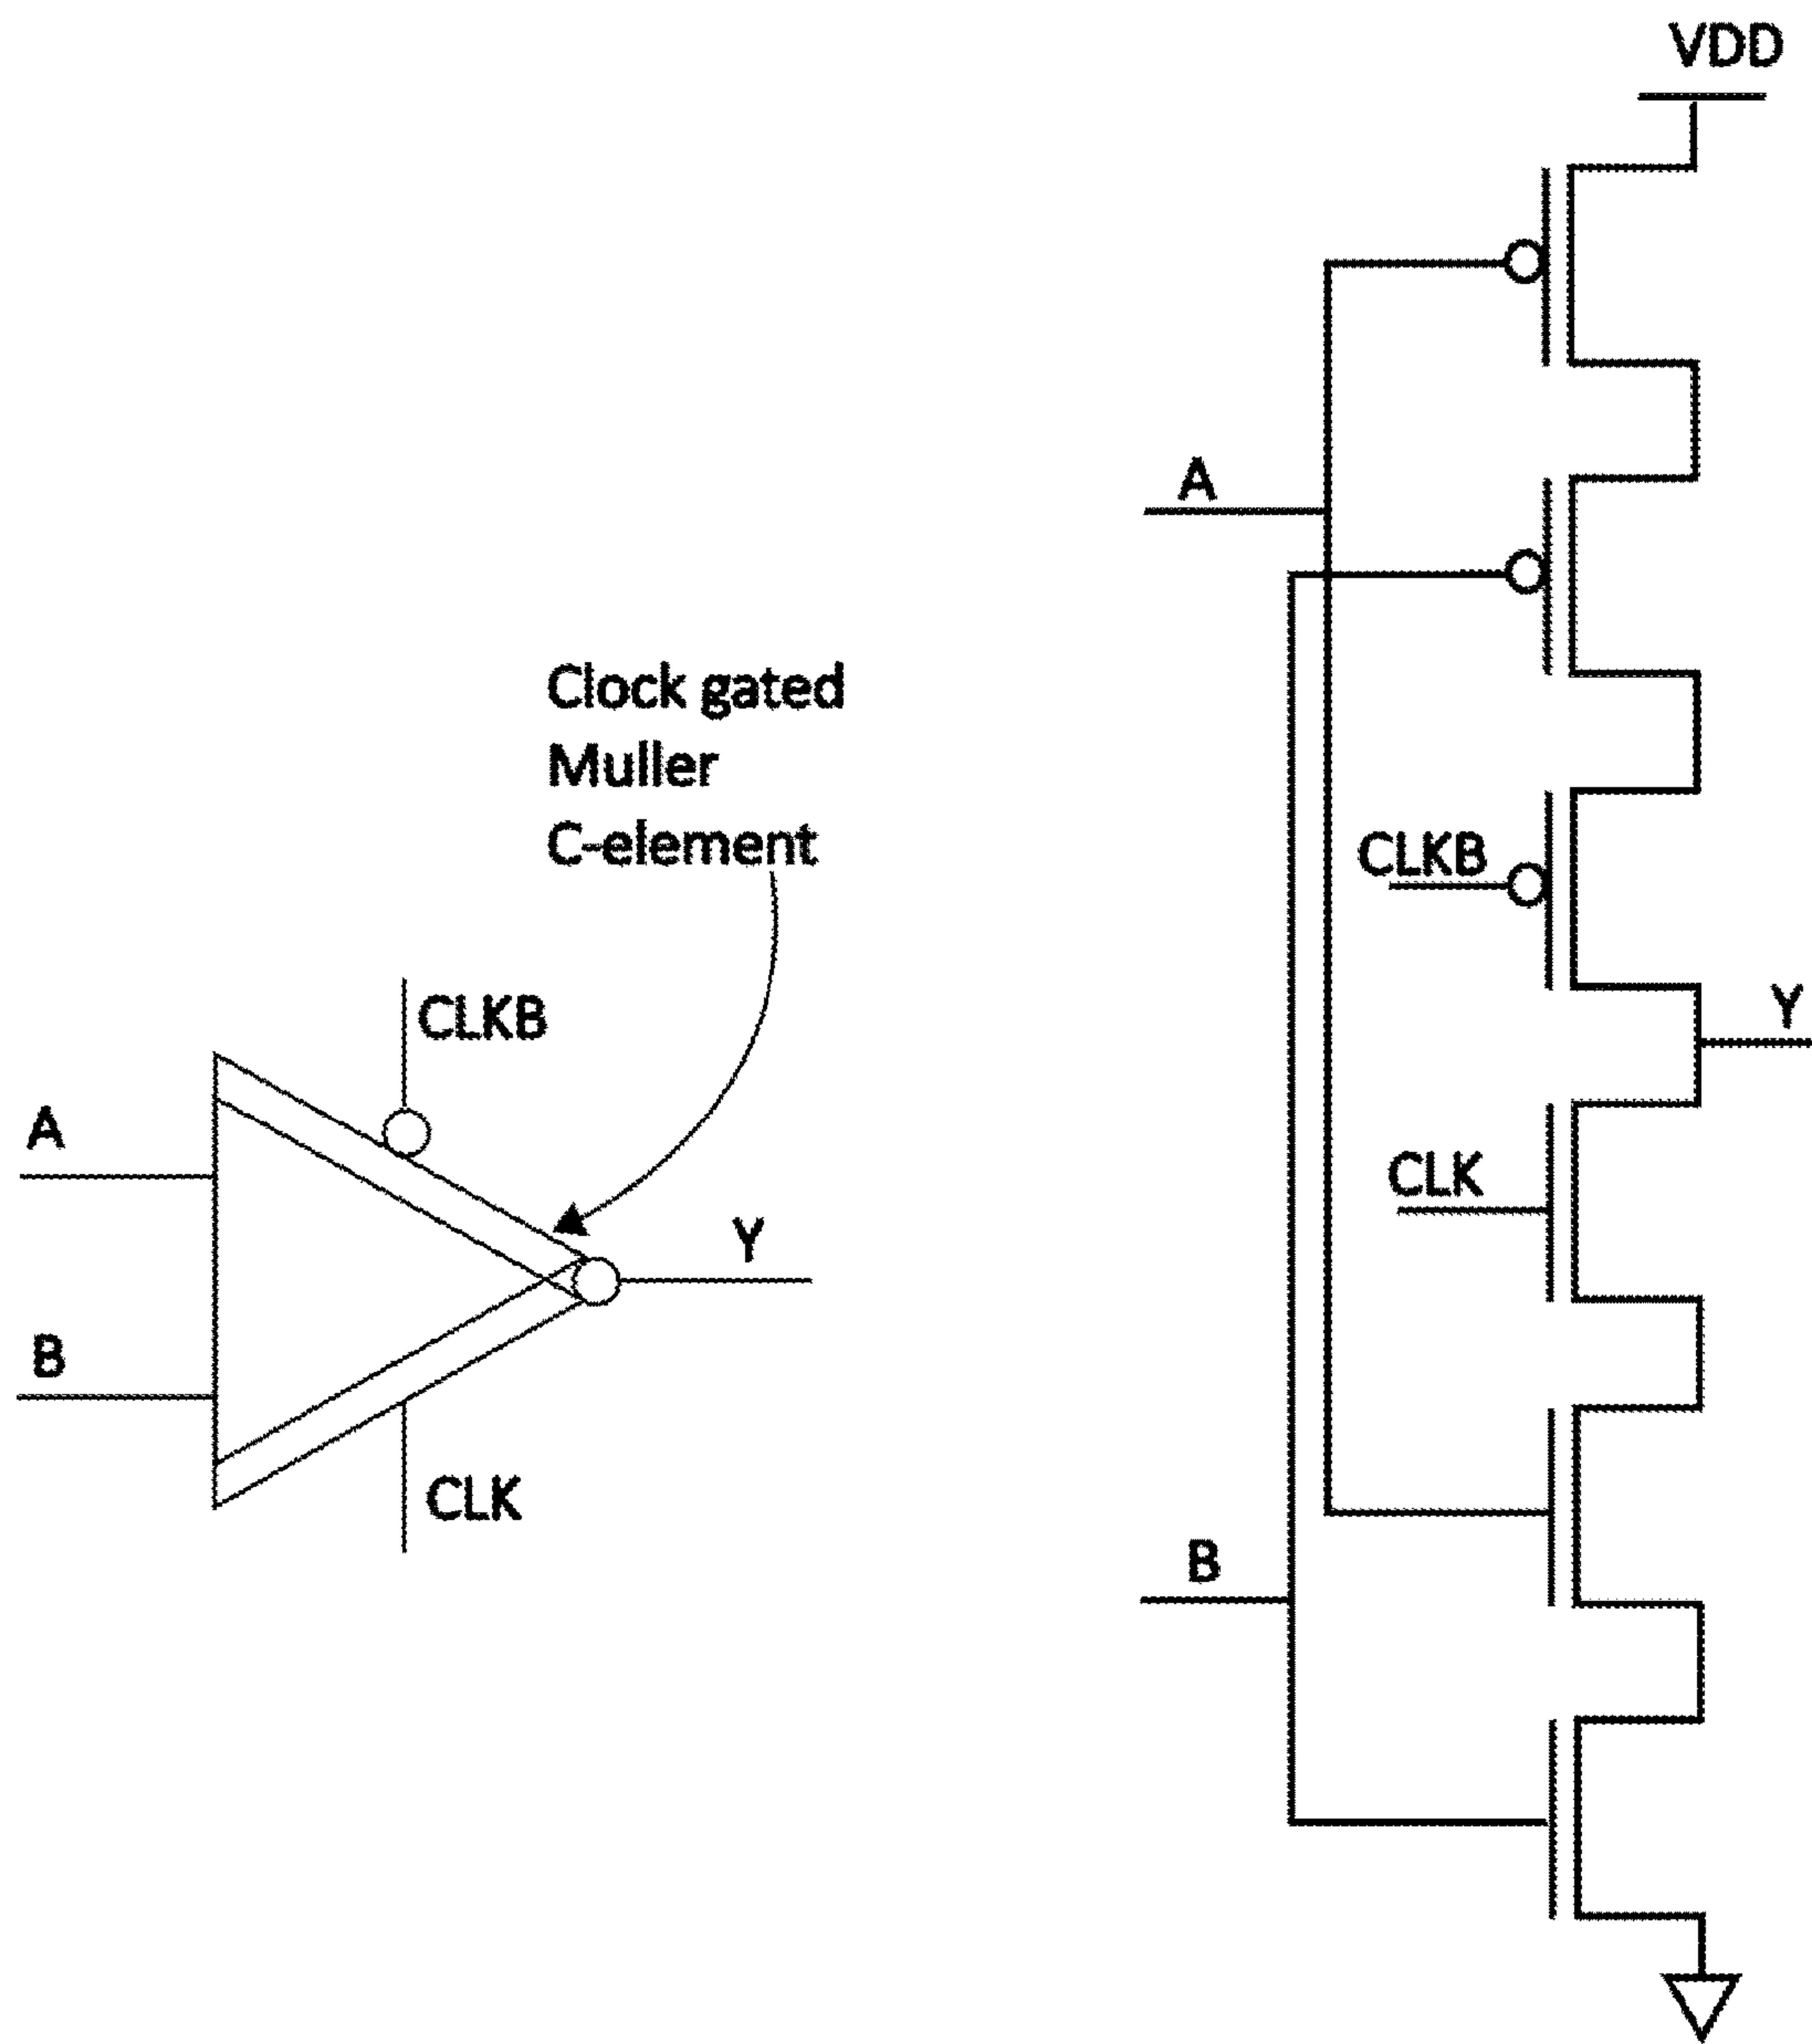 VDD
A
Clock gated
Muller
C-element
CLKB
Y
CLKB
A
CLK
Y
B
CLK
B